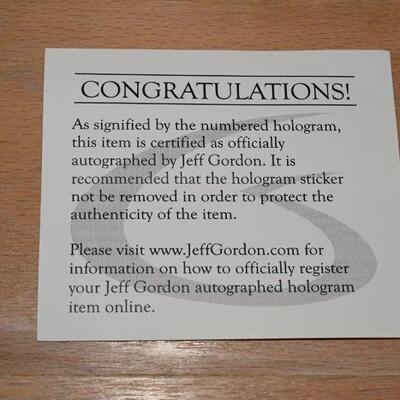 CONGRATULATIONS!
As signified by the numbered hologram,
this item is certified as officially
autographed by Jeff Gordon. It is
recommended that the hologram sticker
not be removed in order to protect the
authenticity of the item.
Please visit www.JeffGordon.com for
information on how to officially register
your Jeff Gordon autographed hologram
item online.